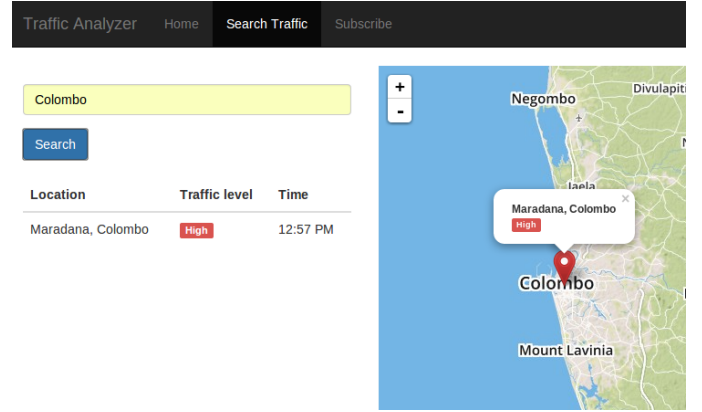 Traffic Analyzer Home Search Traffic Subscribe
Colombo
Search
Location Traffic level Time
Maradana, Colombo High 12:57 PM
+
-
Negombo
Divulapiti
Jaela
Maradana, Colombo ×
High
Colombo
Mount Lavinia